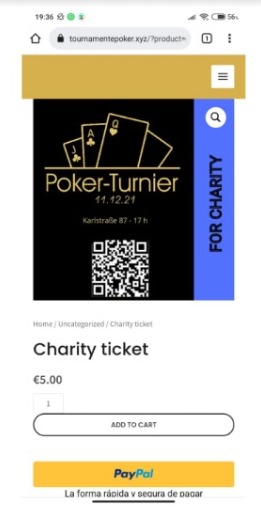 19:36
56
tournamentepoker.xyz/?product=
1
J
A
Q
Poker-Turnier
11.12.21
Karlstraße 87 - 17 h
FOR CHARITY
Home / Uncategorized / Charity ticket
Charity ticket
€5.00
1
ADD TO CART
PayPal
La forma rápida y segura de pagar